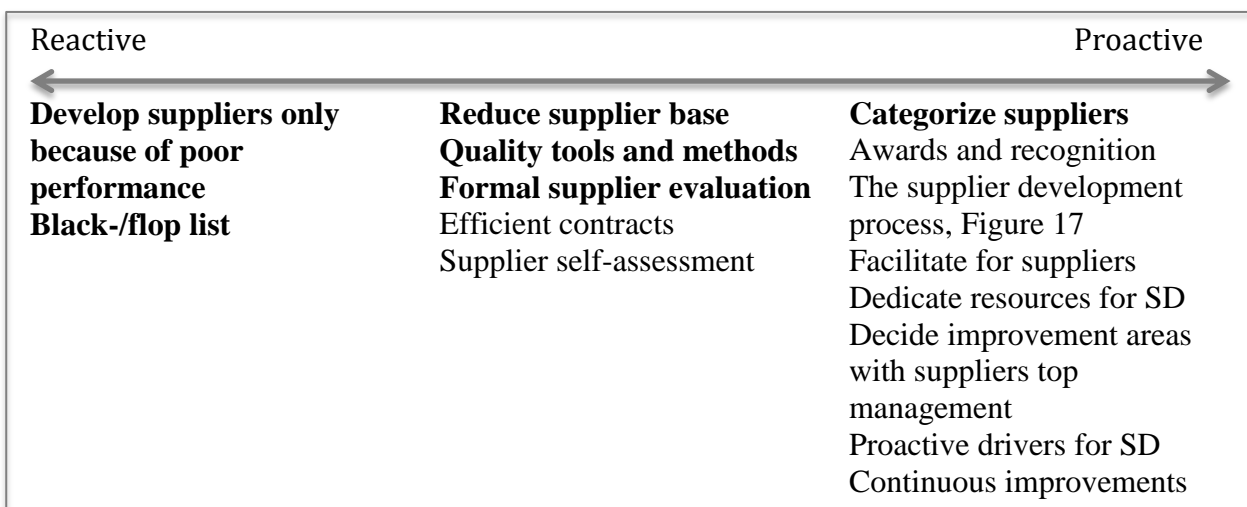 Reactive
Proactive
Develop suppliers only
because of poor
performance
Black-/flop list
Reduce supplier base
Quality tools and methods
Formal supplier evaluation
Efficient contracts
Supplier self-assessment
Categorize suppliers
Awards and recognition
The supplier development
process, Figure 17
Facilitate for suppliers
Dedicate resources for SD
Decide improvement areas
with suppliers top
management
Proactive drivers for SD
Continuous improvements